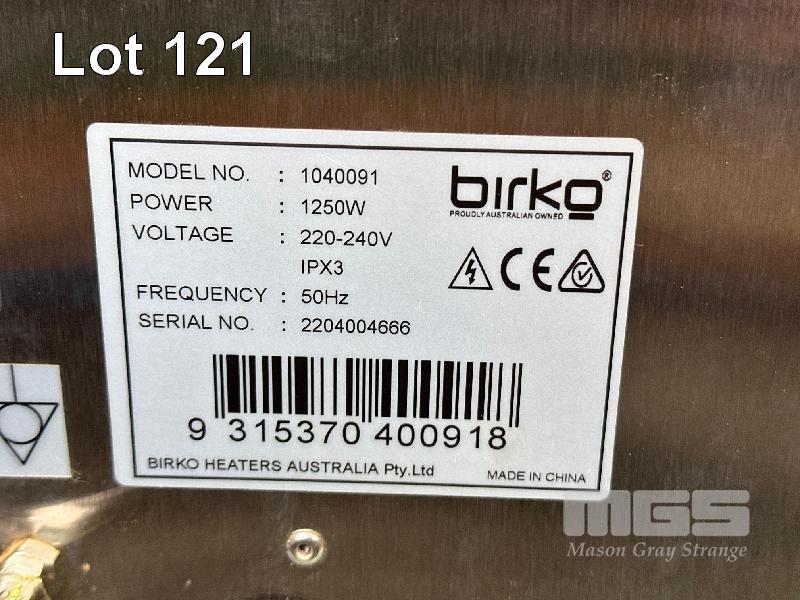 Lot 121
MODEL NO. : 1040091
POWER : 1250W
VOLTAGE : 220-240V
IPX3
FREQUENCY : 50Hz
SERIAL NO. : 2204004666
birko®
PROUDLY AUSTRALIAN OWNED
CE
9 315370 400918
BIRKO HEATERS AUSTRALIA Pty.Ltd
MADE IN CHINA
MGS
Mason Gray Strange